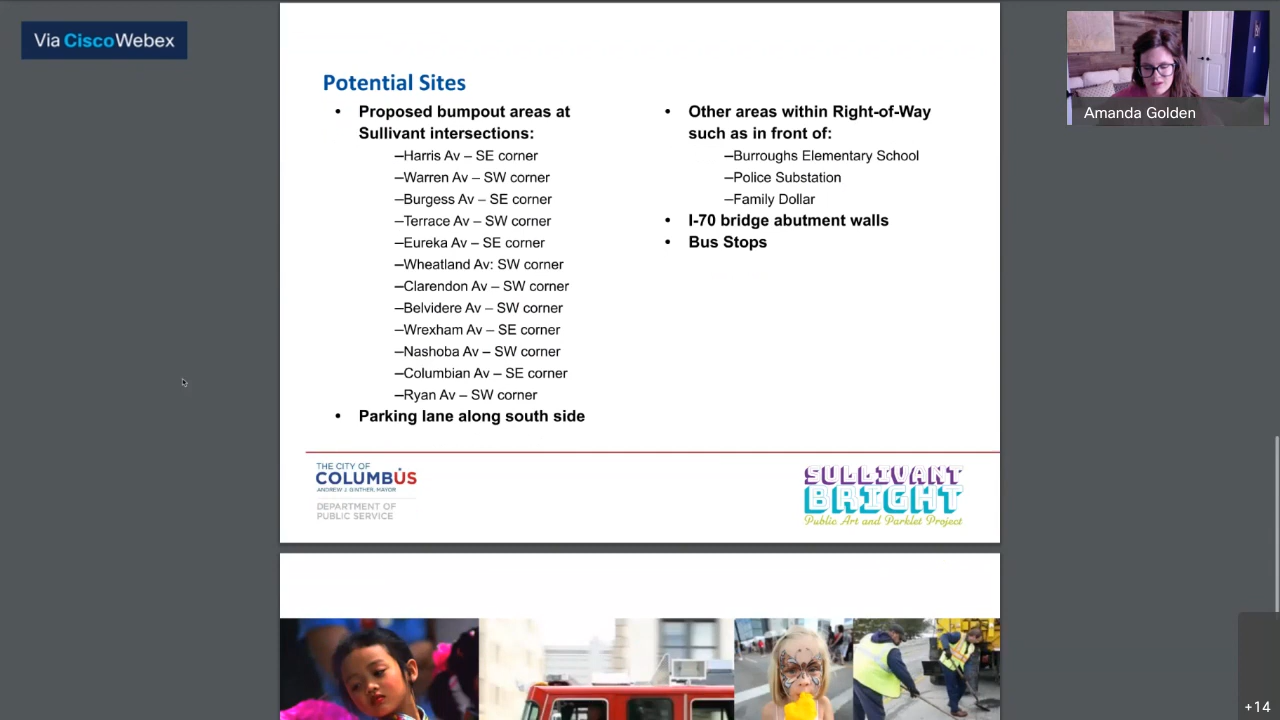 Via CiscoWebex
Potential Sites
• Proposed bumpout areas at
Sullivant intersections:
–Harris Av – SE corner
–Warren Av – SW corner
–Burgess Av – SE corner
–Terrace Av – SW corner
–Eureka Av – SE corner
–Wheatland Av: SW corner
–Clarendon Av – SW corner
–Belvidere Av – SW corner
–Wrexham Av – SE corner
–Nashoba Av – SW corner
–Columbian Av – SE corner
–Ryan Av – SW corner
• Parking lane along south side
• Other areas within Right-of-Way
such as in front of:
–Burroughs Elementary School
–Police Substation
–Family Dollar
• I-70 bridge abutment walls
• Bus Stops
Amanda Golden
THE CITY OF
COLUMBUS
ANDREW J. GINTHER, MAYOR
DEPARTMENT OF
PUBLIC SERVICE
SULLIVANT
BRIGHT
Public Art and Parklet Project
+14